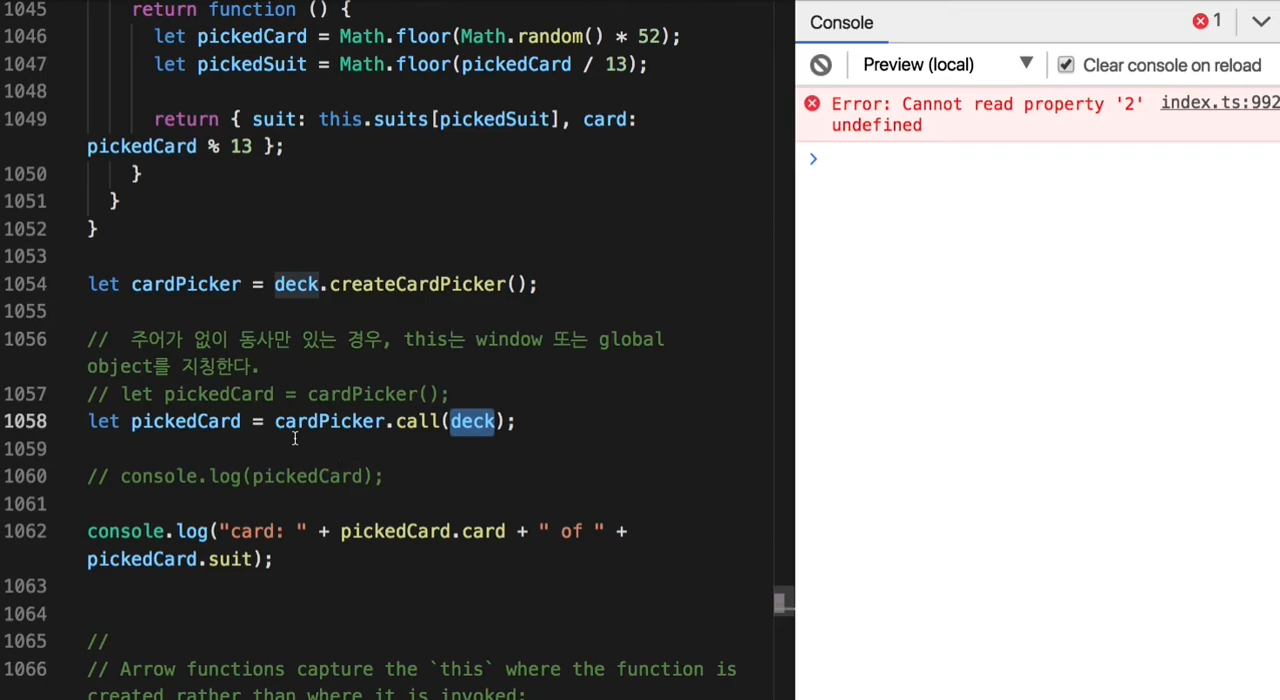 1045 return function () {
1046 let pickedCard = Math.floor(Math.random() * 52);
1047 let pickedSuit = Math.floor(pickedCard / 13);
1048
1049 return { suit: this.suits[pickedSuit], card:
pickedCard % 13 };
1050 }
1051 }
1052 }
1053
1054 let cardPicker = deck.createCardPicker();
1055
1056 // 주어가 없이 동사만 있는 경우, this는 window 또는 global
object를 지칭한다.
1057 // let pickedCard = cardPicker();
1058 let pickedCard = cardPicker.call(deck);
1059
1060 // console.log(pickedCard);
1061
1062 console.log("card: " + pickedCard.card + " of " +
pickedCard.suit);
1063
1064
1065 //
1066 // Arrow functions capture the `this` where the function is
created rather than where it is invoked:
Console 1
Preview (local) Clear console on reload
Error: Cannot read property '2' index.ts:992
undefined